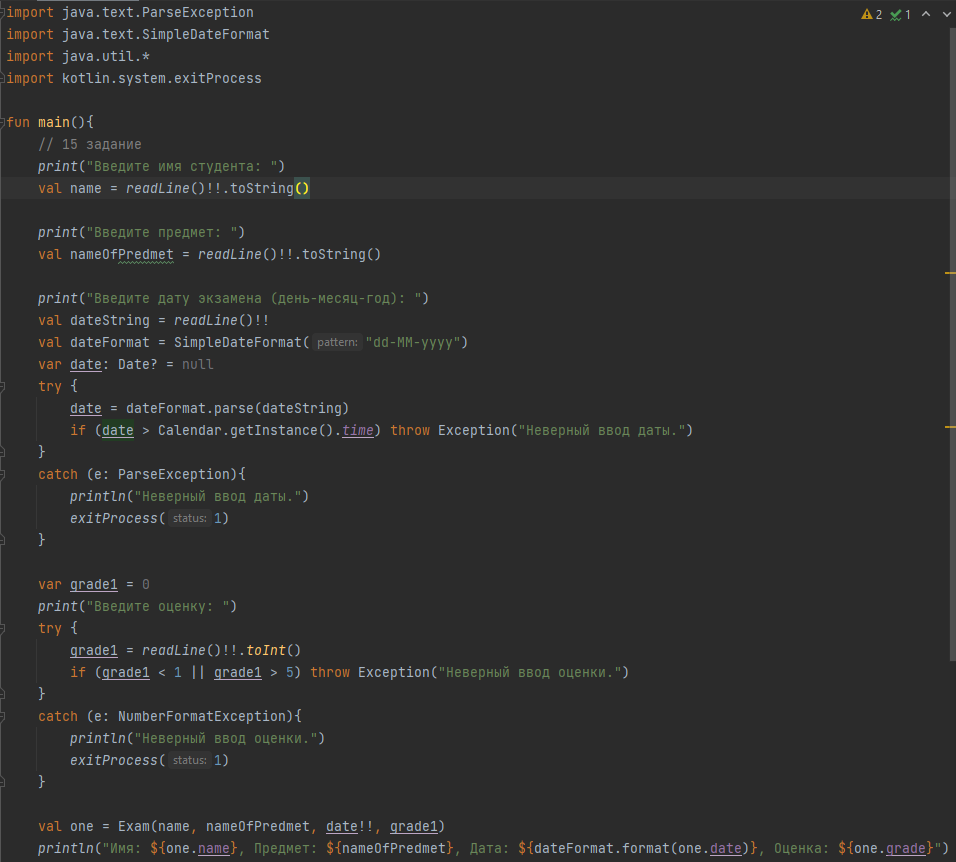 import java.text.ParseException
import java.text.SimpleDateFormat
import java.util.*
import kotlin.system.exitProcess
fun main(){
// 15 задание
print("Введите имя студента: ")
val name = readLine()!!.toString()
print("Введите предмет: ")
val nameOfPredmet = readLine()!!.toString()
print("Введите дату экзамена (день-месяц-год): ")
val dateString = readLine()!!
val dateFormat = SimpleDateFormat( pattern: "dd-MM-yyyy")
var date: Date? = null
try {
date = dateFormat.parse(dateString)
if (date > Calendar.getInstance().time) throw Exception("Неверный ввод даты.")
}
catch (e: ParseException){
println("Неверный ввод даты.")
exitProcess( status: 1)
}
var grade1 = 0
print("Введите оценку: ")
try {
grade1 = readLine()!!.toInt()
if (grade1 < 1 || grade1 > 5) throw Exception("Неверный ввод оценки.")
}
catch (e: NumberFormatException){
println("Неверный ввод оценки.")
exitProcess( status: 1)
}
val one = Exam(name, nameOfPredmet, date!!, grade1)
println("Имя: ${one.name}, Предмет: ${nameOfPredmet}, Дата: ${dateFormat.format(one.date)}, Оценка: ${one.grade}")
2 1